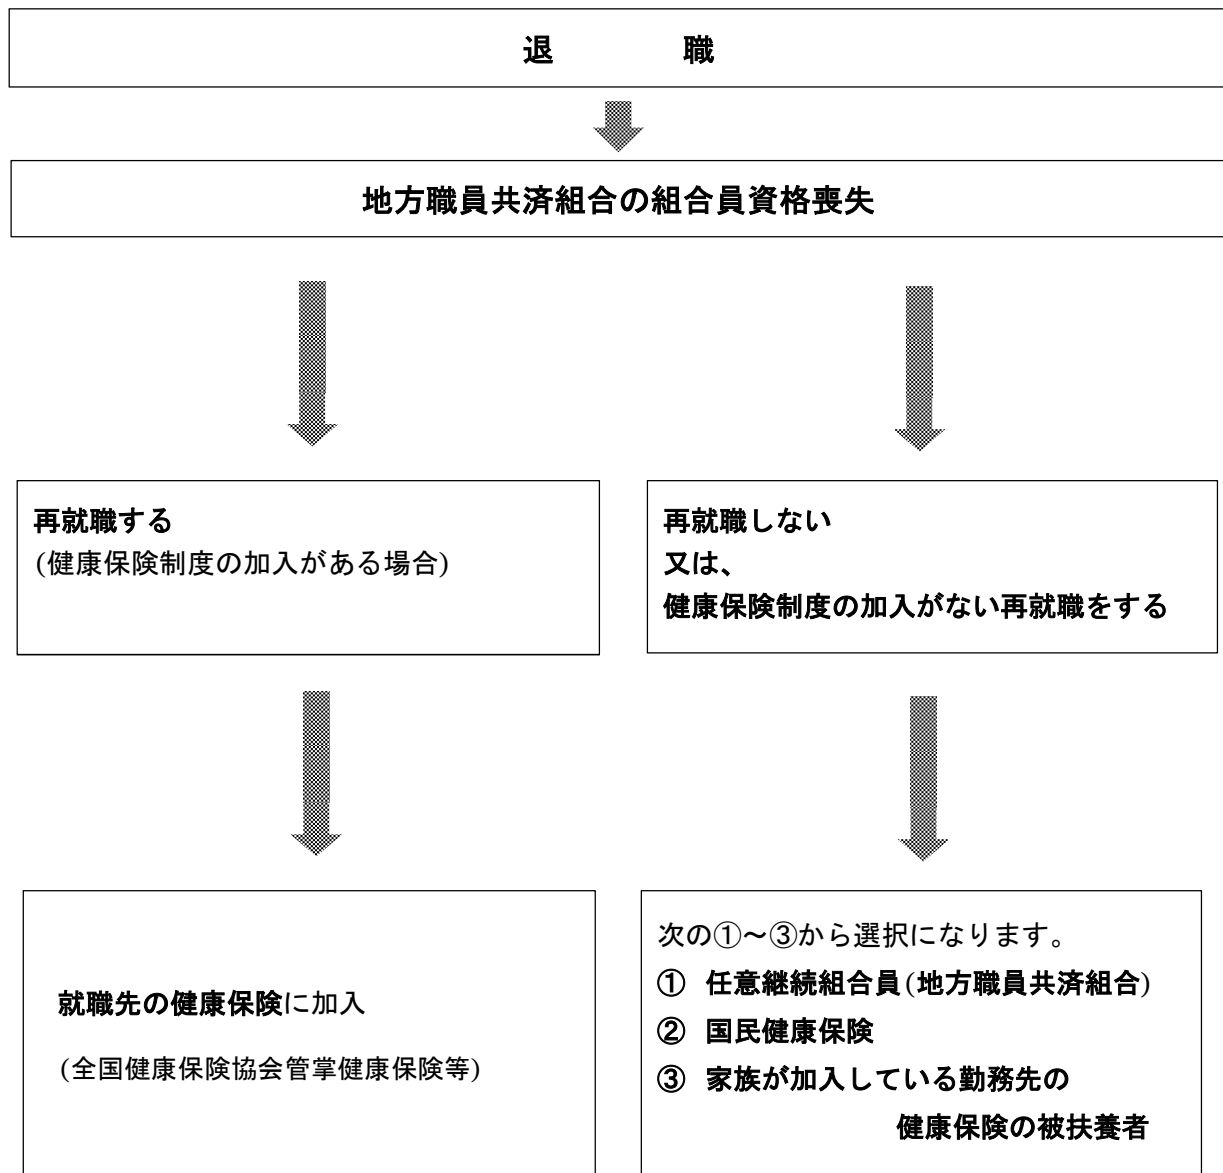 退　　　　職
地方職員共済組合の組合員資格喪失
再就職する
(健康保険制度の加入がある場合)
再就職しない
又は、
健康保険制度の加入がない再就職をする
就職先の健康保険に加入
(全国健康保険協会管掌健康保険等)
次の①～③から選択になります。
①　任意継続組合員(地方職員共済組合)
②　国民健康保険
③　家族が加入している勤務先の
健康保険の被扶養者